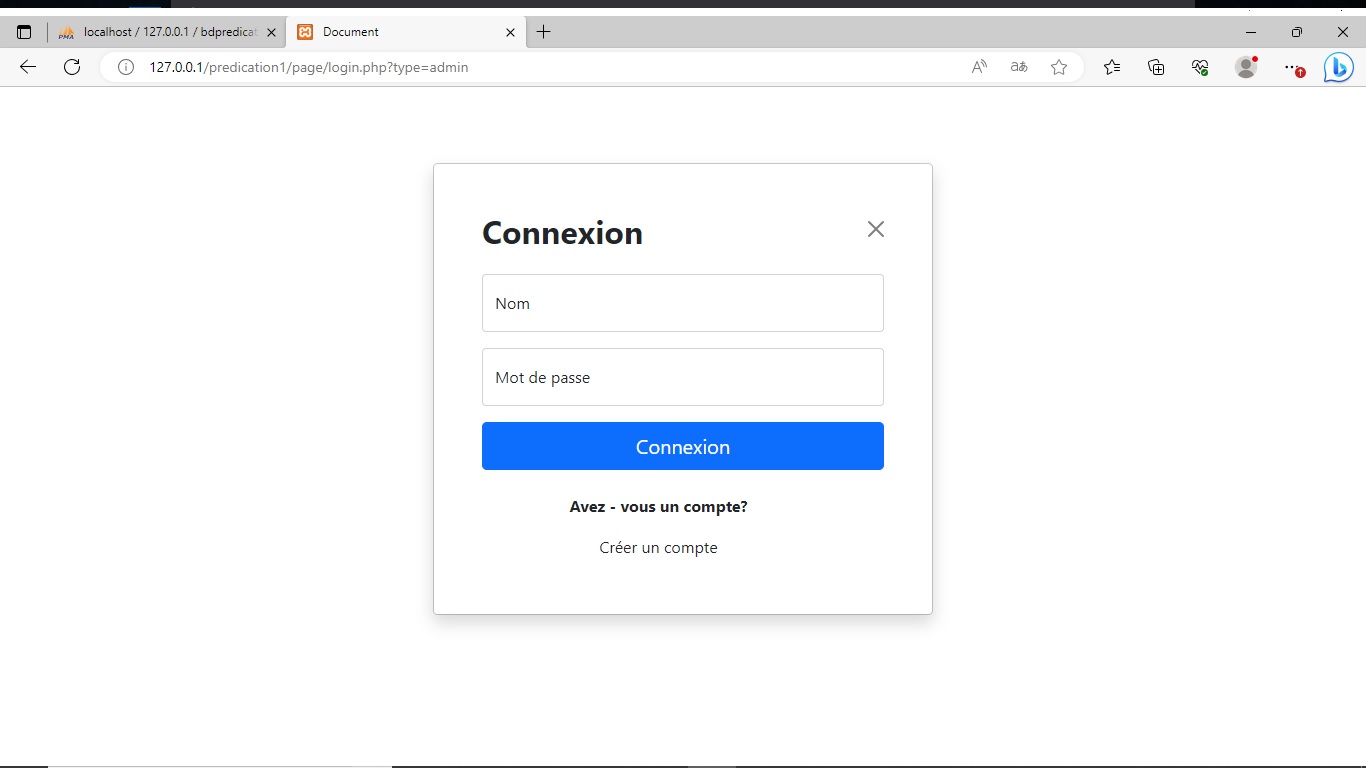 localhost / 127.0.0.1 / bdpredicat
Document
127.0.0.1/predication1/page/login.php?type=admin
Connexion
Nom
Mot de passe
Connexion
Avez - vous un compte?
Créer un compte